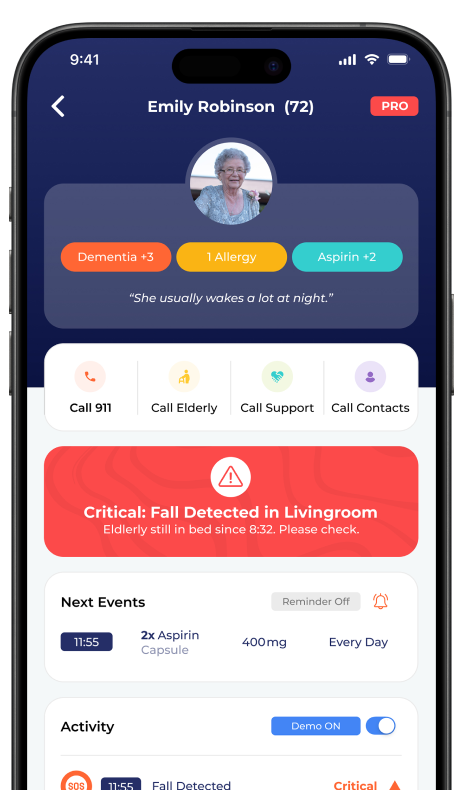 9:41
Emily Robinson (72)
PRO
Dementia +3
1 Allergy
Aspirin +2
“She usually wakes a lot at night.”
Call 911
Call Elderly
Call Support
Call Contacts
Critical: Fall Detected in Livingroom
Eldlerly still in bed since 8:32. Please check.
Next Events
Reminder Off
11:55
2x Aspirin
Capsule
400mg
Every Day
Activity
Demo ON
SOS
11:55
Fall Detected
Critical